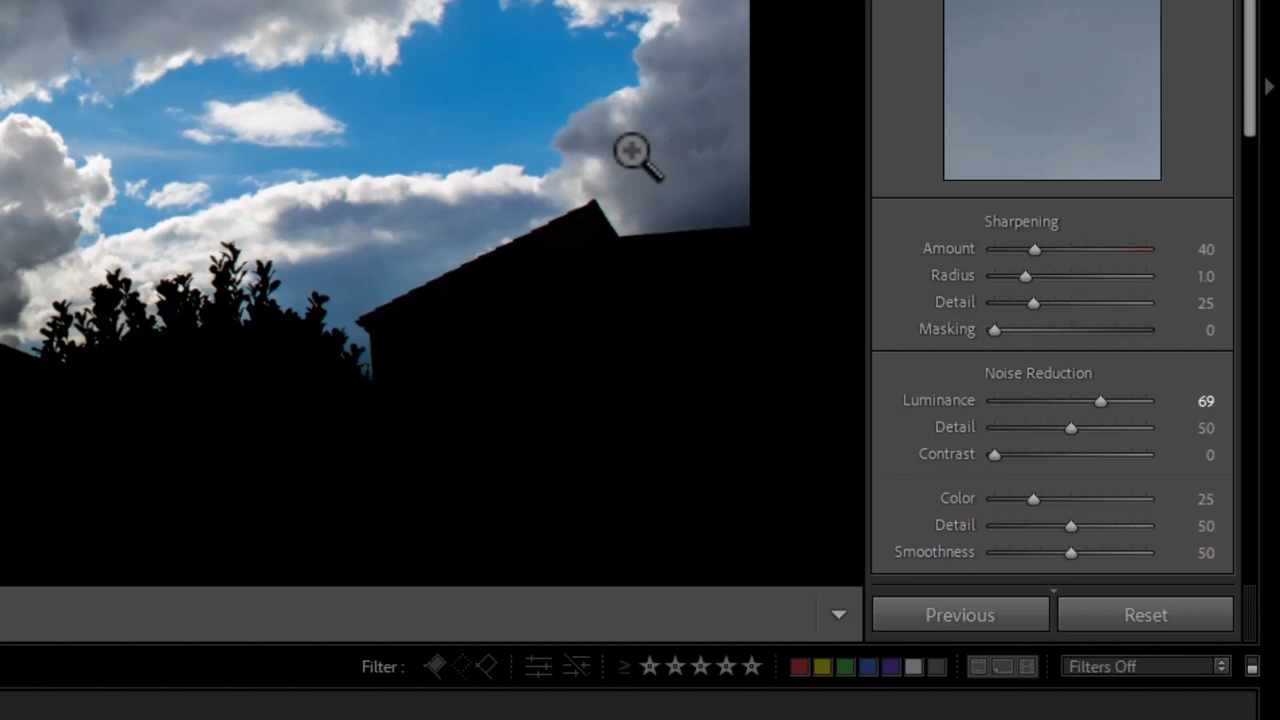 Sharpening
Amount 40
Radius 1.0
Detail 25
Masking 0
Noise Reduction
Luminance 69
Detail 50
Contrast 0
Color 25
Detail 50
Smoothness 50
Previous Reset
Filter : ≥ Filters Off